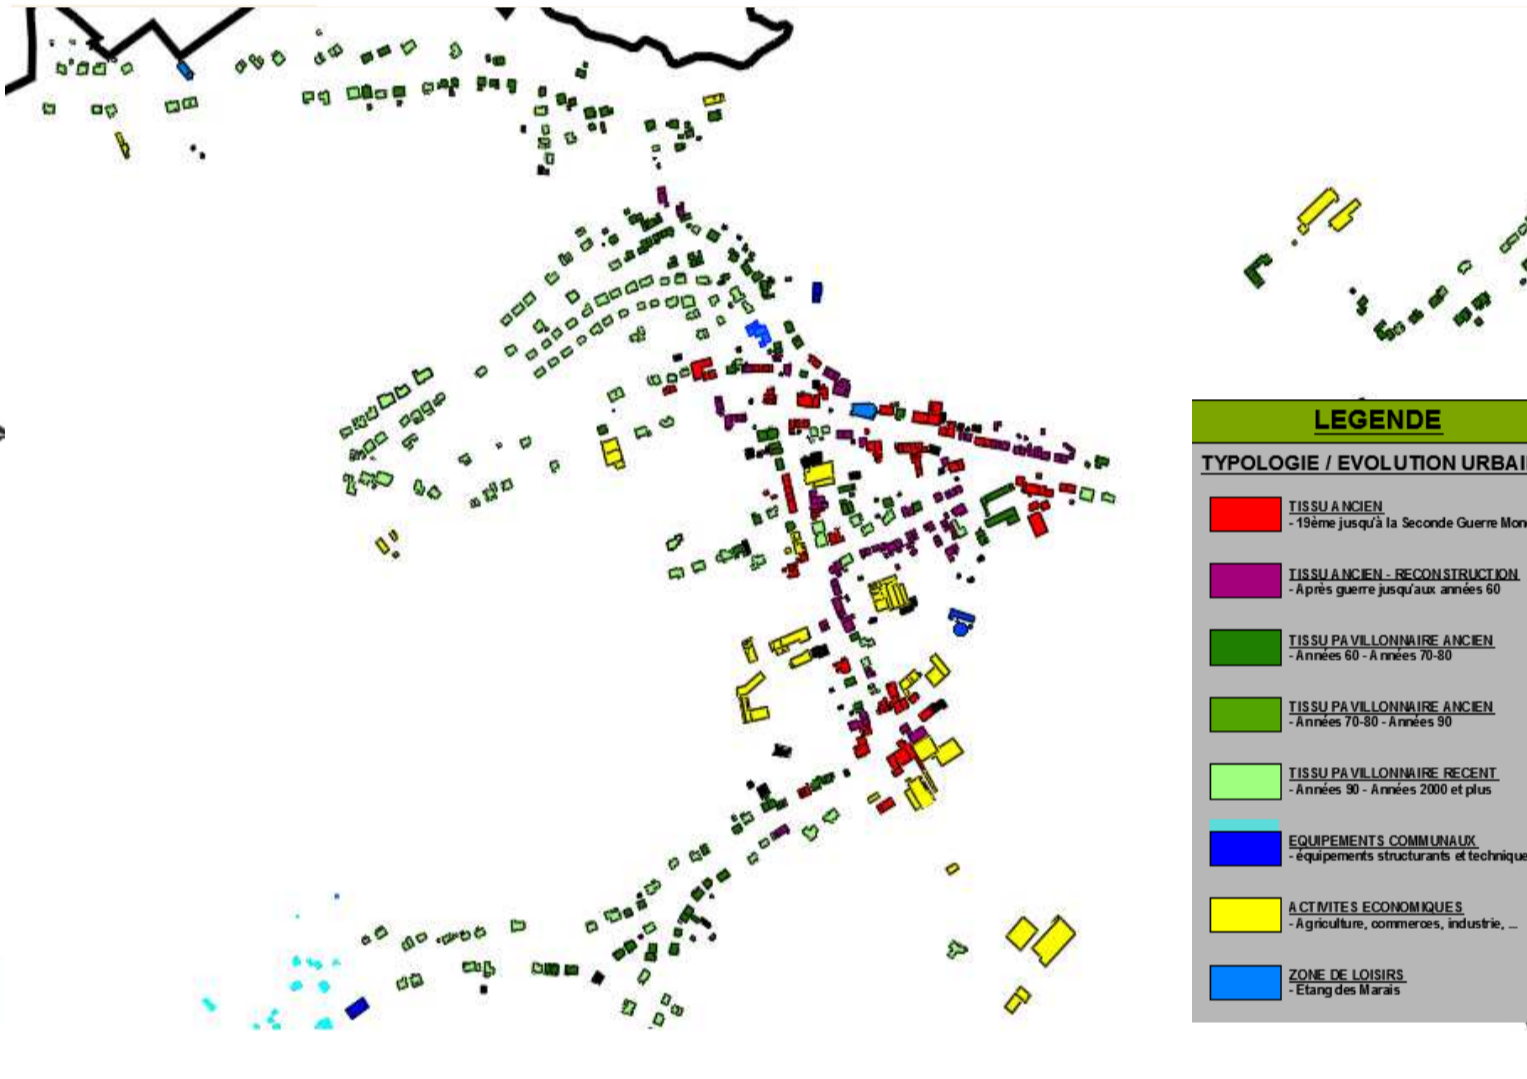 LEGENDE
TYPOLOGIE / EVOLUTION
TISSU ANCIEN
- 19ème jusqu'à la Seconde Guerre
TISSU ANCIEN - RECONSTRUCTION
- Après guerre jusqu'aux années 60
TISSU PAVILLONNAIRE ANCIEN
- Années 60 - Années 70-80
TISSU PAVILLONNAIRE ANCIEN
- Années 70-80 - Années 90
TISSU PAVILLONNAIRE RECENT
- Années 90 - Années 2000 et plus
EQUIPEMENTS COMMUNAUX
- équipements structurants et technique
ACTIVITES ECONOMIQUES
- Agriculture, commerces, industrie, ...
ZONE DE LOISIRS
- Etang des Marais